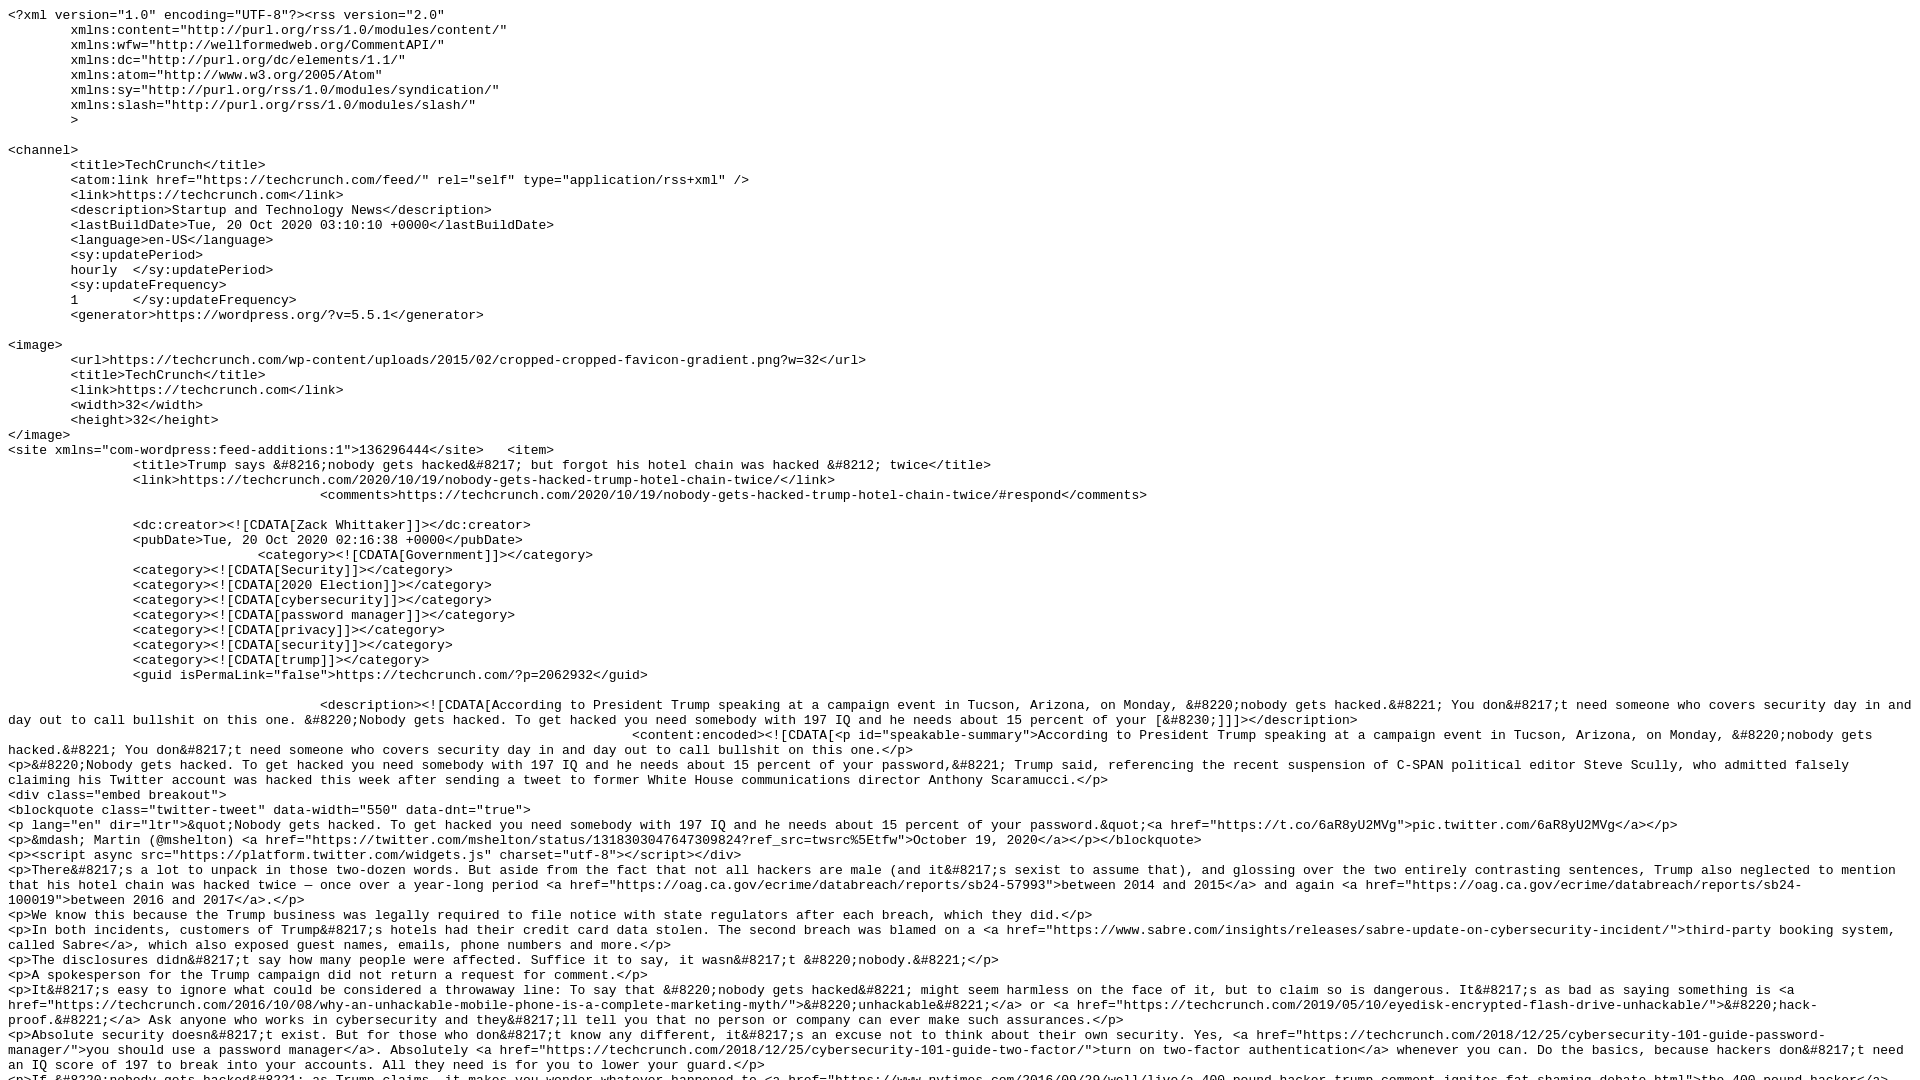 <?xml version="1.0" encoding="UTF-8"?><rss version="2.0"
xmlns:content="http://purl.org/rss/1.0/modules/content/"
xmlns:wfw="http://wellformedweb.org/CommentAPI/"
xmlns:dc="http://purl.org/dc/elements/1.1/"
xmlns:atom="http://www.w3.org/2005/Atom"
xmlns:sy="http://purl.org/rss/1.0/modules/syndication/"
xmlns:slash="http://purl.org/rss/1.0/modules/slash/"
>
<channel>
<title>TechCrunch</title>
<atom:link href="https://techcrunch.com/feed/" rel="self" type="application/rss+xml" />
<link>https://techcrunch.com</link>
<description>Startup and Technology News</description>
<lastBuildDate>Tue, 20 Oct 2020 03:10:10 +0000</lastBuildDate>
<language>en-US</language>
<sy:updatePeriod>
hourly  </sy:updatePeriod>
<sy:updateFrequency>
1       </sy:updateFrequency>
<generator>https://wordpress.org/?v=5.5.1</generator>
<image>
<url>https://techcrunch.com/wp-content/uploads/2015/02/cropped-cropped-favicon-gradient.png?w=32</url>
<title>TechCrunch</title>
<link>https://techcrunch.com</link>
<width>32</width>
<height>32</height>
</image>
<site xmlns="com-wordpress:feed-additions:1">136296444</site>   <item>
<title>Trump says &#8216;nobody gets hacked&#8217; but forgot his hotel chain was hacked &#8212; twice</title>
<link>https://techcrunch.com/2020/10/19/nobody-gets-hacked-trump-hotel-chain-twice/</link>
<comments>https://techcrunch.com/2020/10/19/nobody-gets-hacked-trump-hotel-chain-twice/#respond</comments>
<dc:creator><![CDATA[Zack Whittaker]]></dc:creator>
<pubDate>Tue, 20 Oct 2020 02:16:38 +0000</pubDate>
<category><![CDATA[Government]]></category>
<category><![CDATA[Security]]></category>
<category><![CDATA[2020 Election]]></category>
<category><![CDATA[cybersecurity]]></category>
<category><![CDATA[password manager]]></category>
<category><![CDATA[privacy]]></category>
<category><![CDATA[security]]></category>
<category><![CDATA[trump]]></category>
<guid isPermaLink="false">https://techcrunch.com/?p=2062932</guid>
<description><![CDATA[According to President Trump speaking at a campaign event in Tucson, Arizona, on Monday, &#8220;nobody gets hacked.&#8221; You don&#8217;t need someone who covers security day in and
day out to call bullshit on this one. &#8220;Nobody gets hacked. To get hacked you need somebody with 197 IQ and he needs about 15 percent of your [&#8230;]]]></description>
<content:encoded><![CDATA[<p id="speakable-summary">According to President Trump speaking at a campaign event in Tucson, Arizona, on Monday, &#8220;nobody gets
hacked.&#8221; You don&#8217;t need someone who covers security day in and day out to call bullshit on this one.</p>
<p>&#8220;Nobody gets hacked. To get hacked you need somebody with 197 IQ and he needs about 15 percent of your password,&#8221; Trump said, referencing the recent suspension of C-SPAN political editor Steve Scully, who admitted falsely
claiming his Twitter account was hacked this week after sending a tweet to former White House communications director Anthony Scaramucci.</p>
<div class="embed breakout">
<blockquote class="twitter-tweet" data-width="550" data-dnt="true">
<p lang="en" dir="ltr">&quot;Nobody gets hacked. To get hacked you need somebody with 197 IQ and he needs about 15 percent of your password.&quot;<a href="https://t.co/6aR8yU2MVg">pic.twitter.com/6aR8yU2MVg</a></p>
<p>&mdash; Martin (@mshelton) <a href="https://twitter.com/mshelton/status/1318303047647309824?ref_src=twsrc%5Etfw">October 19, 2020</a></p></blockquote>
<p><script async src="https://platform.twitter.com/widgets.js" charset="utf-8"></script></div>
<p>There&#8217;s a lot to unpack in those two-dozen words. But aside from the fact that not all hackers are male (and it&#8217;s sexist to assume that), and glossing over the two entirely contrasting sentences, Trump also neglected to mention
that his hotel chain was hacked twice — once over a year-long period <a href="https://oag.ca.gov/ecrime/databreach/reports/sb24-57993">between 2014 and 2015</a> and again <a href="https://oag.ca.gov/ecrime/databreach/reports/sb24-
100019">between 2016 and 2017</a>.</p>
<p>We know this because the Trump business was legally required to file notice with state regulators after each breach, which they did.</p>
<p>In both incidents, customers of Trump&#8217;s hotels had their credit card data stolen. The second breach was blamed on a <a href="https://www.sabre.com/insights/releases/sabre-update-on-cybersecurity-incident/">third-party booking system,
called Sabre</a>, which also exposed guest names, emails, phone numbers and more.</p>
<p>The disclosures didn&#8217;t say how many people were affected. Suffice it to say, it wasn&#8217;t &#8220;nobody.&#8221;</p>
<p>A spokesperson for the Trump campaign did not return a request for comment.</p>
<p>It&#8217;s easy to ignore what could be considered a throwaway line: To say that &#8220;nobody gets hacked&#8221; might seem harmless on the face of it, but to claim so is dangerous. It&#8217;s as bad as saying something is <a
href="https://techcrunch.com/2016/10/08/why-an-unhackable-mobile-phone-is-a-complete-marketing-myth/">&#8220;unhackable&#8221;</a> or <a href="https://techcrunch.com/2019/05/10/eyedisk-encrypted-flash-drive-unhackable/">&#8220;hack-
proof.&#8221;</a> Ask anyone who works in cybersecurity and they&#8217;ll tell you that no person or company can ever make such assurances.</p>
<p>Absolute security doesn&#8217;t exist. But for those who don&#8217;t know any different, it&#8217;s an excuse not to think about their own security. Yes, <a href="https://techcrunch.com/2018/12/25/cybersecurity-101-guide-password-
manager/">you should use a password manager</a>. Absolutely <a href="https://techcrunch.com/2018/12/25/cybersecurity-101-guide-two-factor/">turn on two-factor authentication</a> whenever you can. Do the basics, because hackers don&#8217;t need
an IQ score of 197 to break into your accounts. All they need is for you to lower your guard.</p>
<p>If &#8220;nobody gets hacked&#8221; as Trump claims, it makes you wonder whatever happened to <a href="https://www.nytimes.com/2016/09/29/well/live/a-400-pound-hacker-trump-comment-ignites-fat-shaming-debate.html">the 400-pound hacker</a>